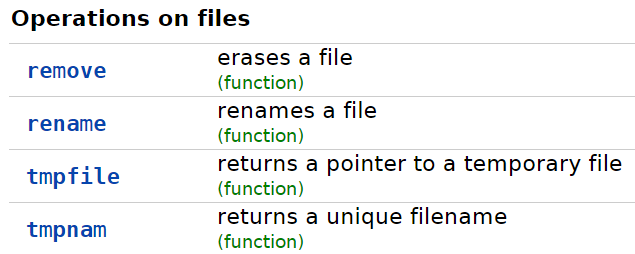 Operations on files
remove
erases a file
(function)
rename
renames a file
(function)
tmpfile
returns a pointer to a temporary file
(function)
tmpnam
returns a unique filename
(function)